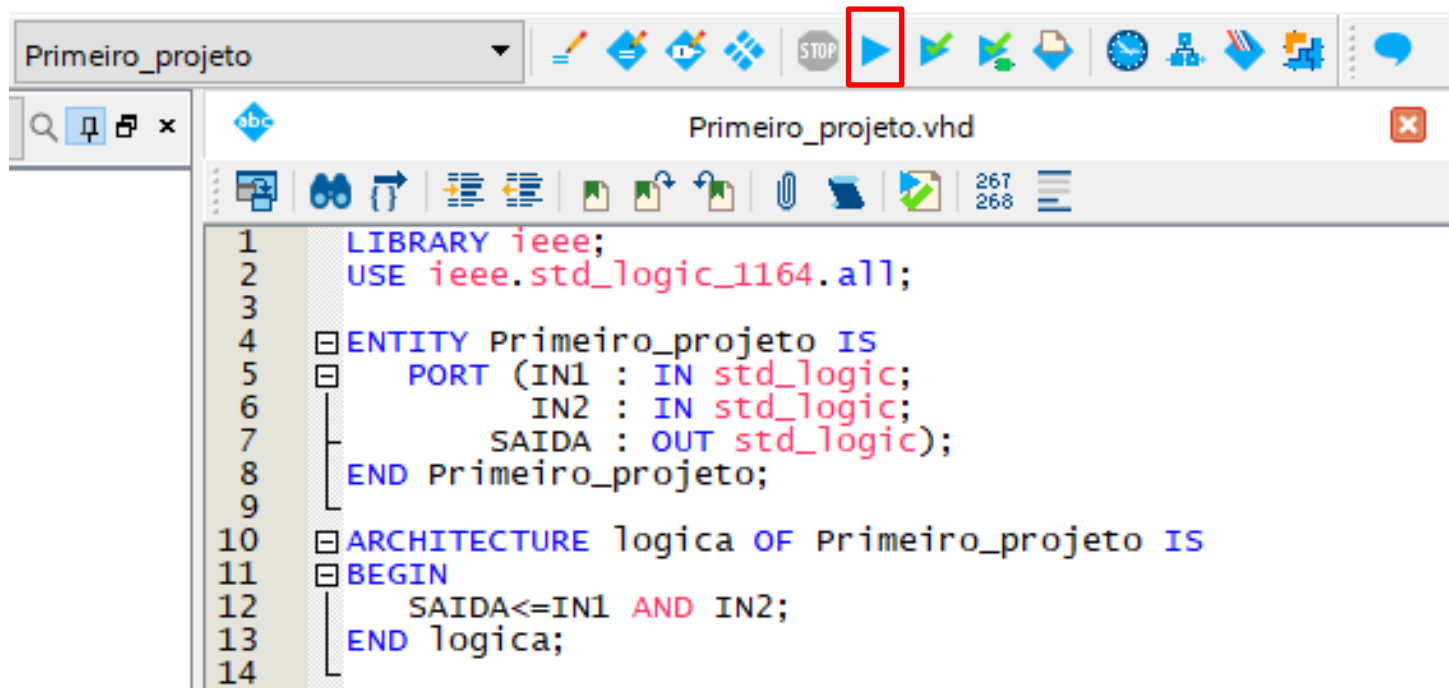 Primeiro_projeto
STOP
abc
Primeiro_projeto.vhd
267
268
1 LIBRARY ieee;
2 USE ieee.std_logic_1164.all;
3
4 ENTITY Primeiro_projeto IS
5 PORT (IN1 : IN std_logic;
6 IN2 : IN std_logic;
7 SAIDA : OUT std_logic);
8 END Primeiro_projeto;
9
10 ARCHITECTURE logica OF Primeiro_projeto IS
11 BEGIN
12 SAIDA<=IN1 AND IN2;
13 END logica;
14